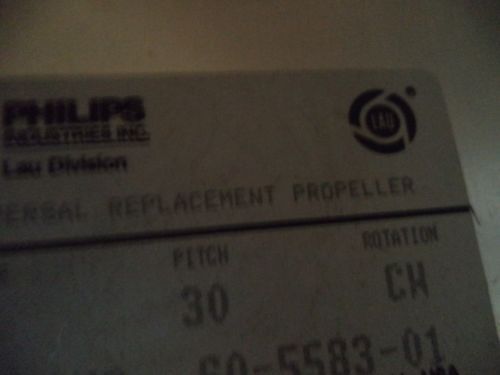 PHILIPS
INDUSTRIES INC.
Lau Division
LAU
ERSAL REPLACEMENT PROPELLER
PITCH
ROTATION
30
CW
60-5583-01